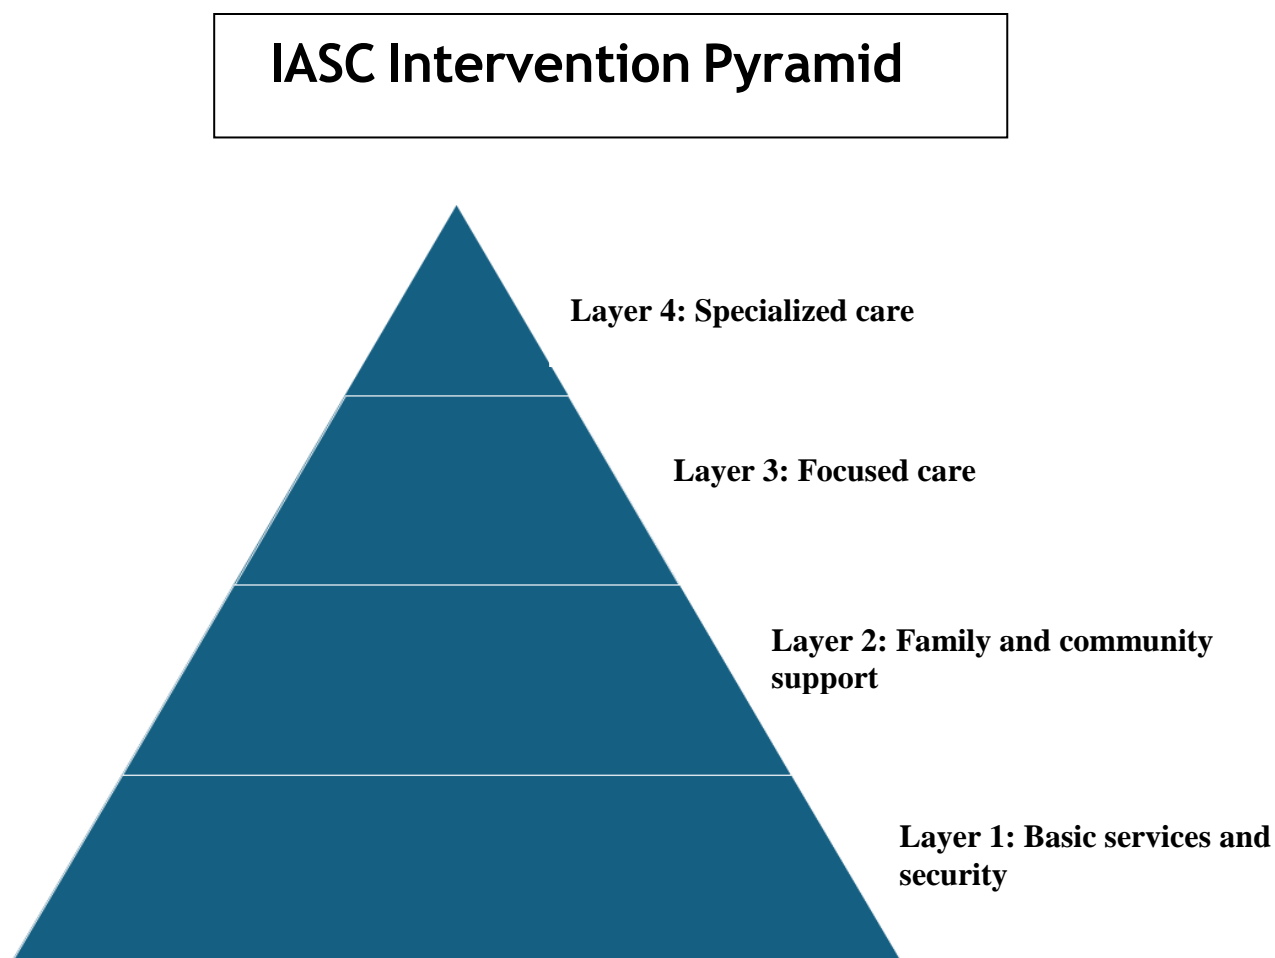 IASC Intervention Pyramid
Layer 4: Specialized care
Layer 3: Focused care
Layer 2: Family and community
support
Layer 1: Basic services and
security